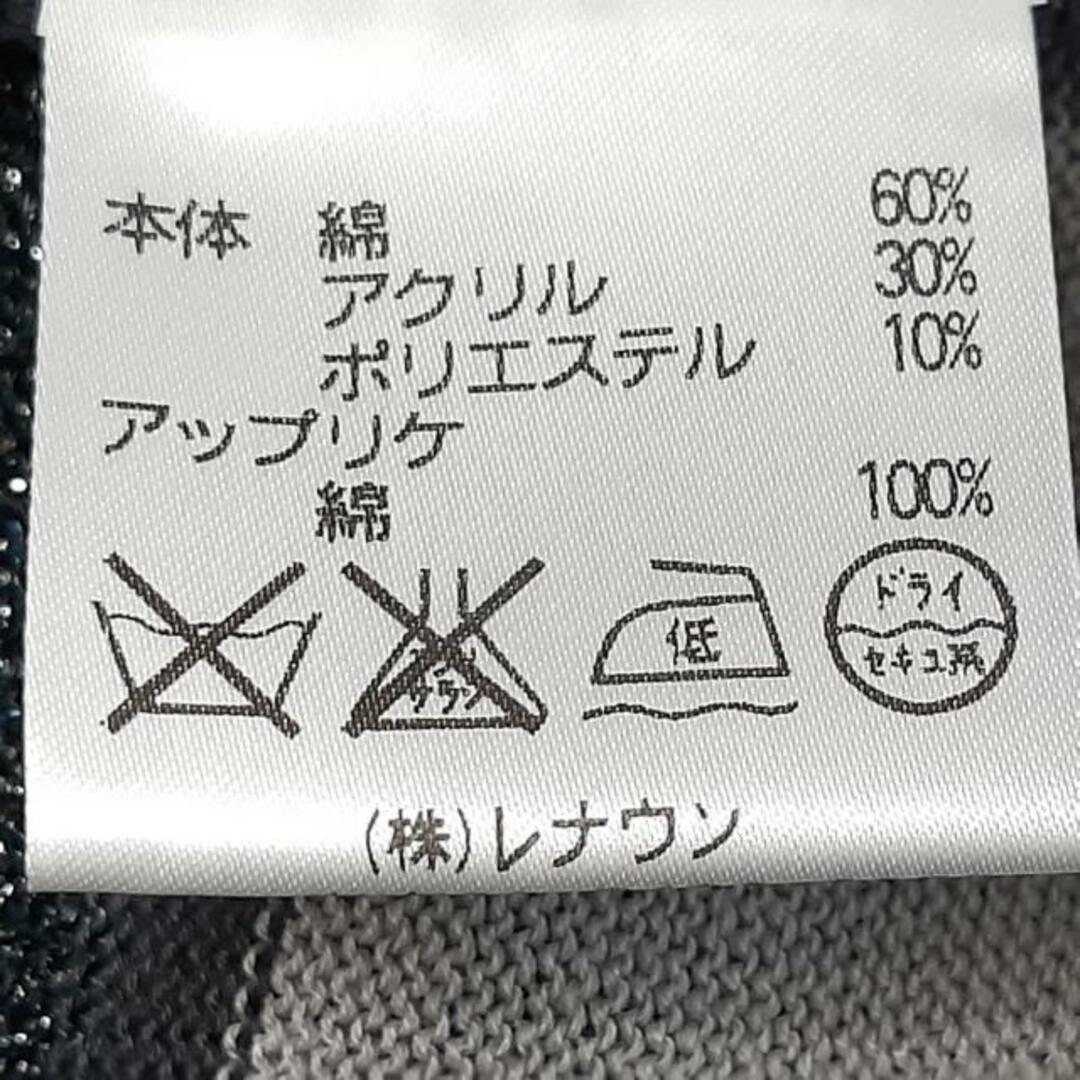 本体 綿 60%
アクリル 30%
ポリエステル 10%
アップリケ
綿 100%
低
ドライ
セキユ系
(株)レナウン